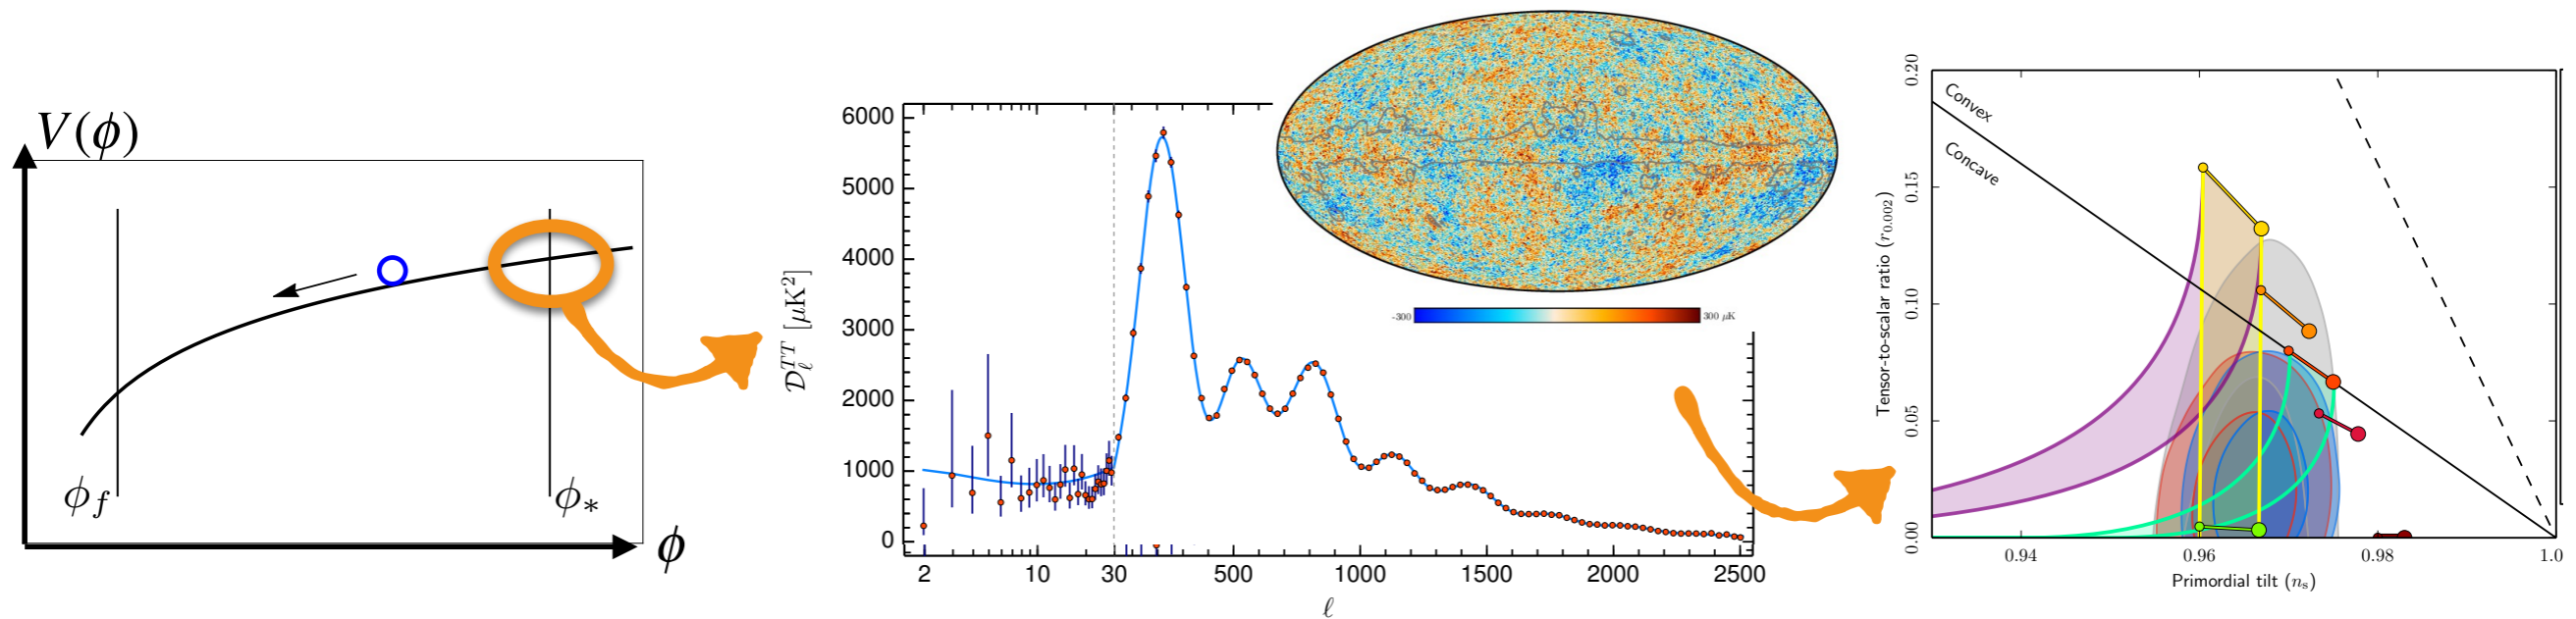 V(ϕ)
ϕ_f
ϕ_*
ϕ
6000
5000
4000
3000
2000
1000
0
D_ℓ^{TT} [μK²]
2
10
30
500
1000
1500
2000
2500
ℓ
-300
300 μK
0.20
0.15
0.10
0.05
0.00
Tensor-to-scalar ratio (r_{0.002})
Convex
Concave
0.94
0.96
0.98
1.0
Primordial tilt (n_s)